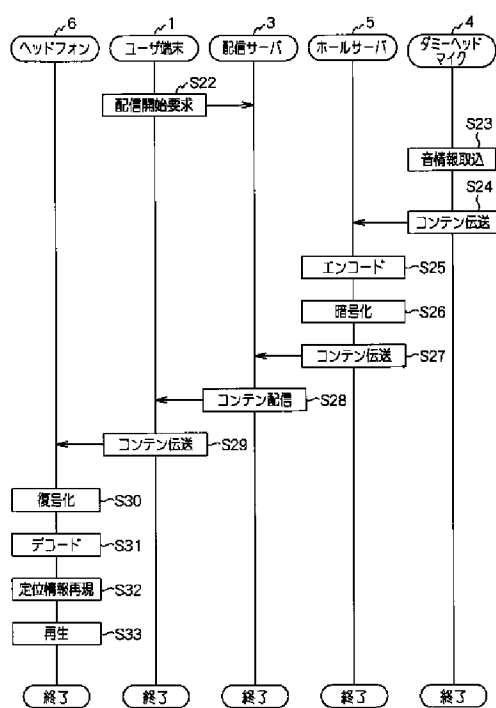 6
1
3
5
4
ヘッドフォン
ユーザ端末
配信サーバ
ホールサーバ
ダミーヘッド
マイク
S22
配信開始要求
S23
音情報取込
S24
コンテン伝送
エンコード
S25
暗号化
S26
コンテン伝送
S27
コンテン配信
S28
コンテン伝送
S29
復号化
S30
デコード
S31
定位情報再現
S32
再生
S33
終了
終了
終了
終了
終了